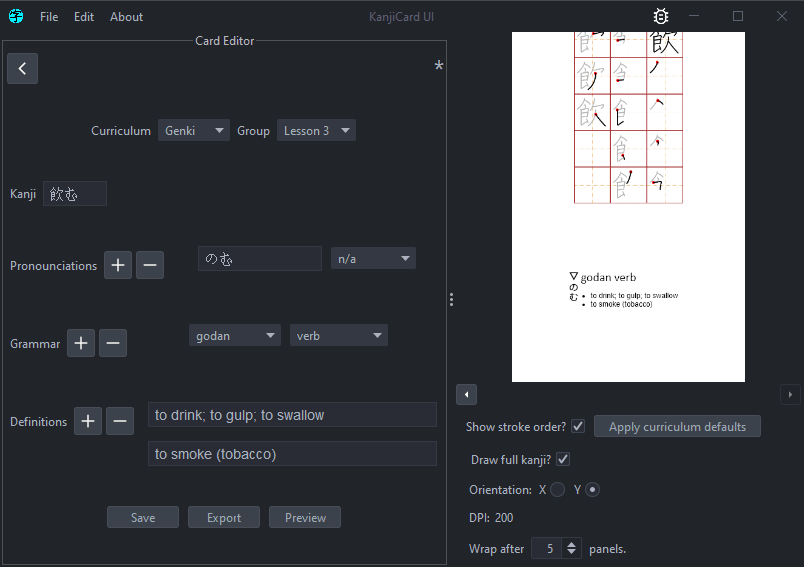 File Edit About KanjiCard UI
Card Editor
*
Curriculum Genki Group Lesson 3
Kanji 飲む
Pronounciations のむ n/a
Grammar godan verb
Definitions to drink; to gulp; to swallow
to smoke (tobacco)
Save Export Preview
飲
godan verb
のむ
to drink; to gulp; to swallow
to smoke (tobacco)
Show stroke order? Apply curriculum defaults
Draw full kanji?
Orientation: X Y
DPI: 200
Wrap after 5 panels.